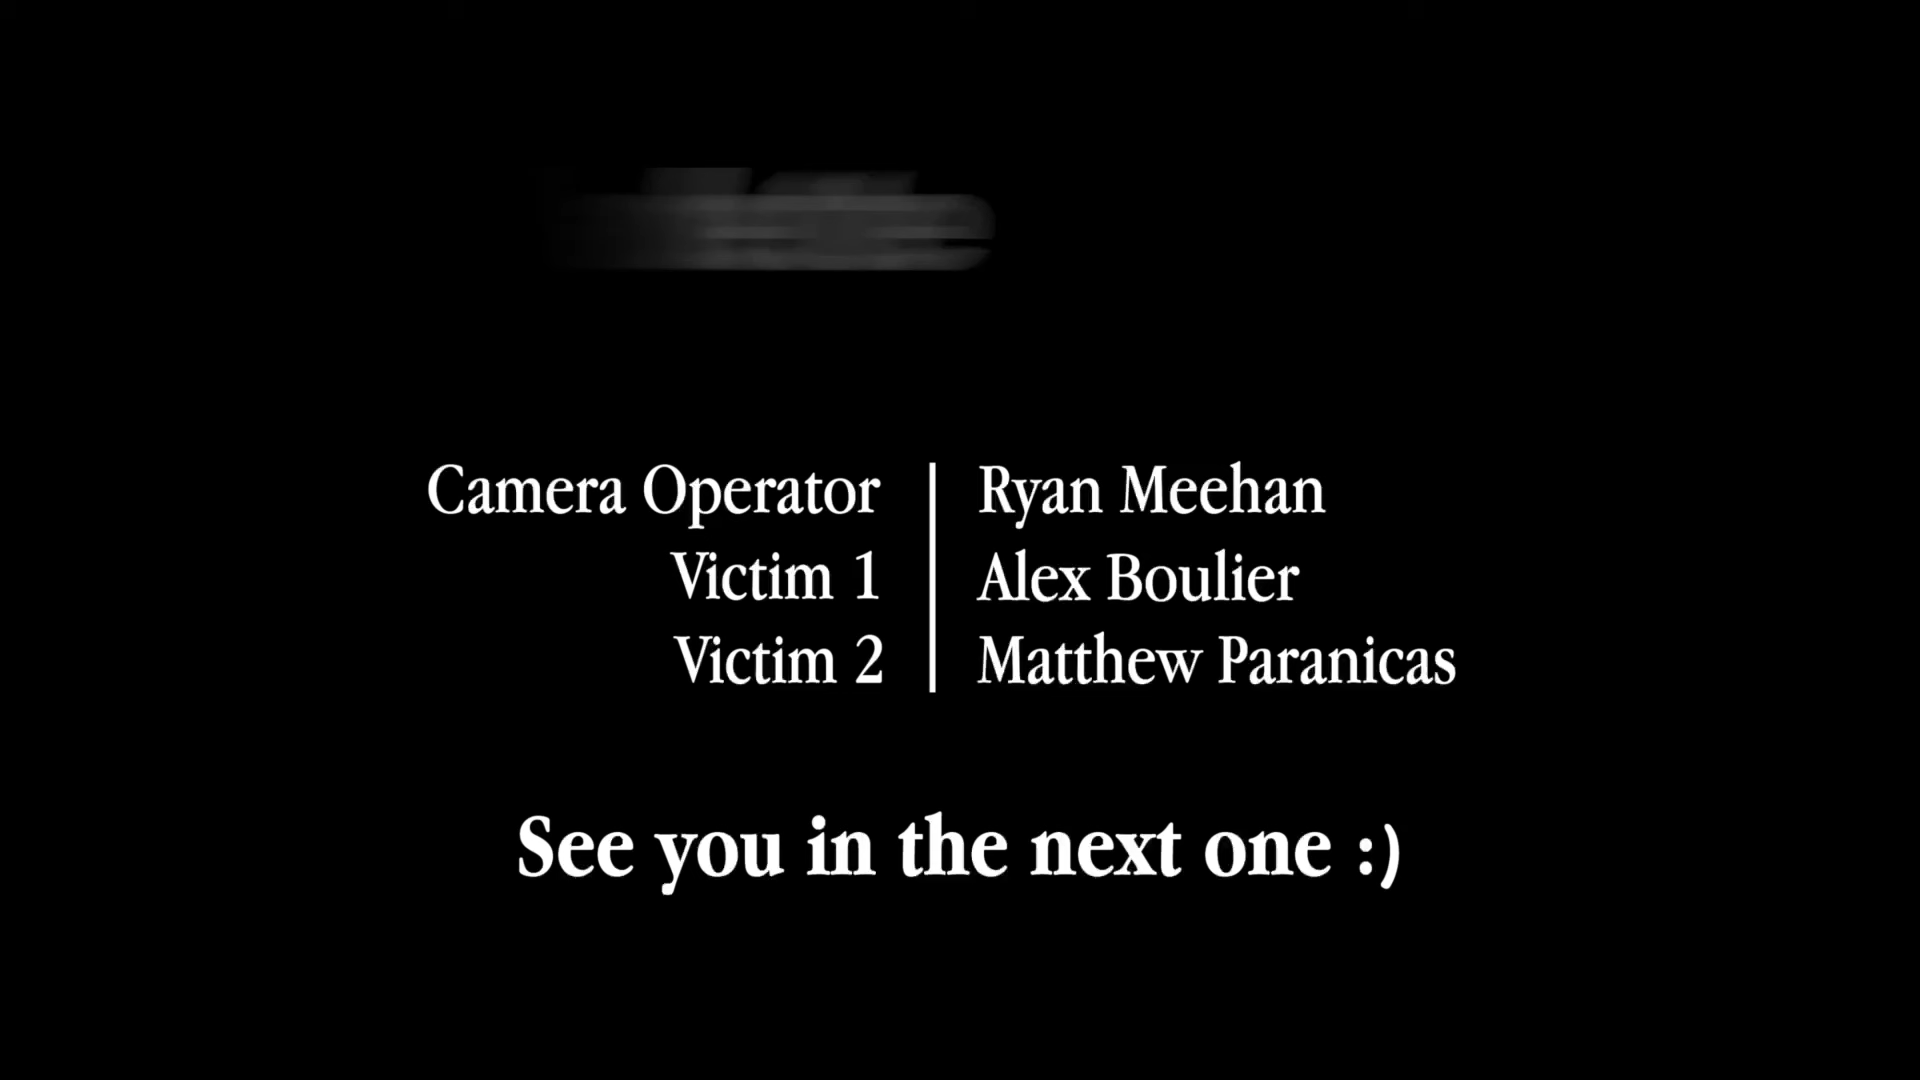 Camera Operator | Ryan Meehan
Victim 1 | Alex Boulier
Victim 2 | Matthew Paranicas
See you in the next one :)